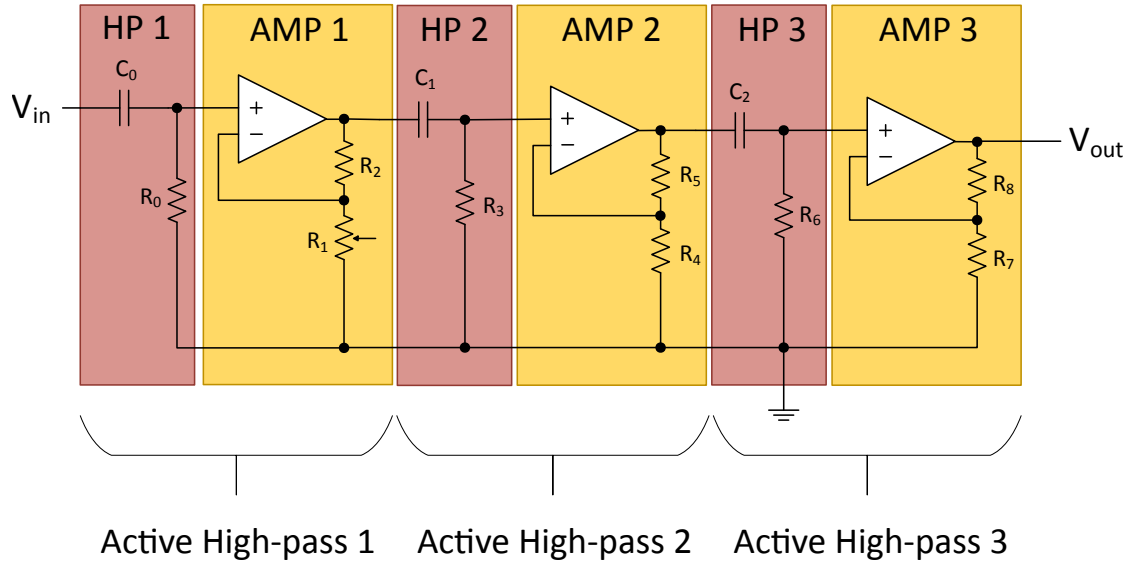 HP 1
AMP 1
HP 2
AMP 2
HP 3
AMP 3
C₀
C₁
C₂
Vin
+
−
+
−
+
−
Vout
R₂
R₅
R₈
R₀
R₃
R₆
R₁
R₄
R₇
Active High-pass 1
Active High-pass 2
Active High-pass 3